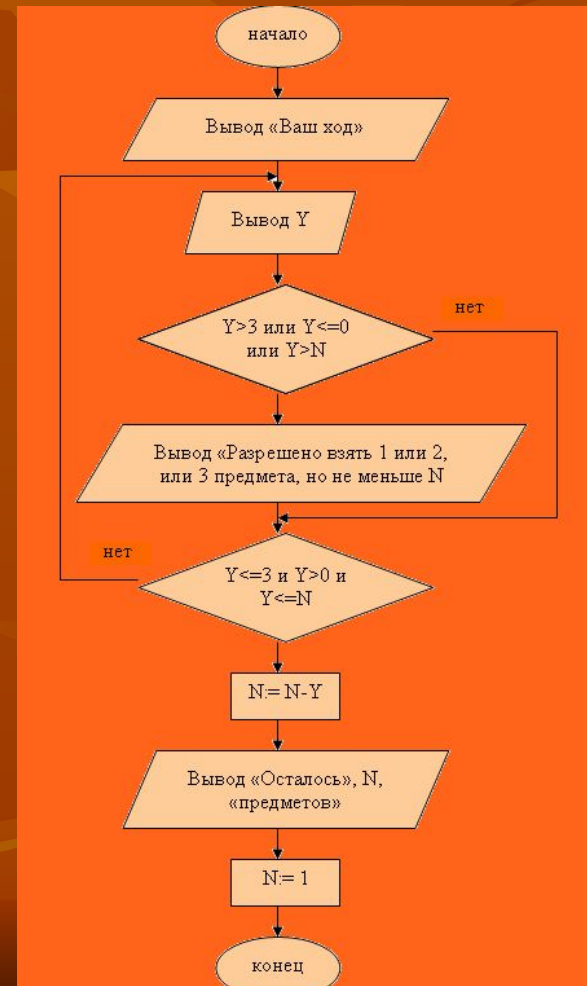 начало
Вывод «Ваш ход»
Вывод Y
Y>3 или Y<=0
или Y>N
нет
Вывод «Разрешено взять 1 или 2,
или 3 предмета, но не меньше N
нет
Y<=3 и Y>0 и
Y<=N
N:= N-Y
Вывод «Осталось», N,
«предметов»
N:= 1
конец